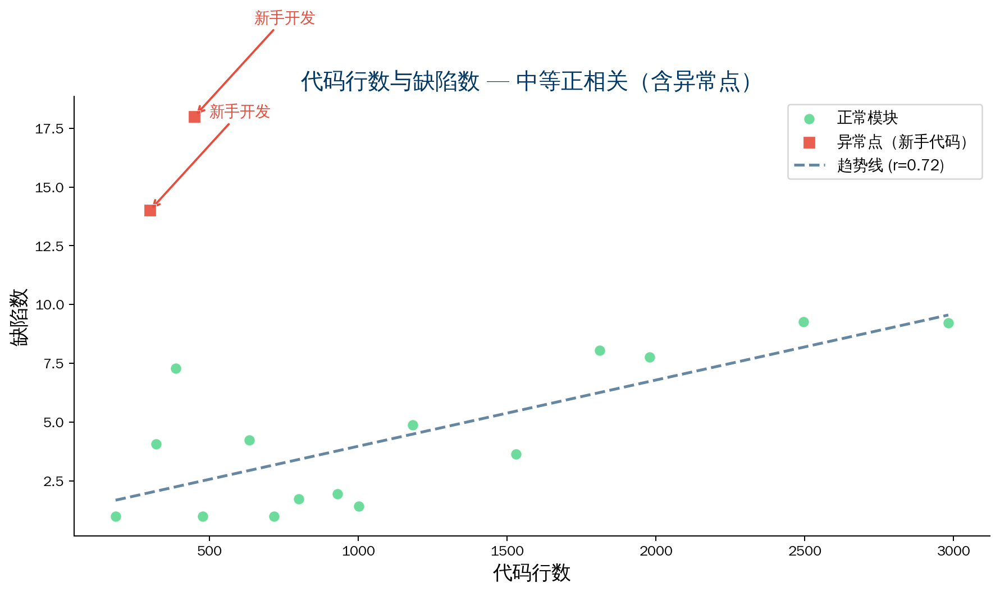 新手开发
代码行数与缺陷数 — 中等正相关（含异常点）
新手开发
正常模块
异常点（新手代码）
趋势线 (r=0.72)
17.5
15.0
12.5
10.0
7.5
5.0
2.5
缺陷数
500
1000
1500
2000
2500
3000
代码行数